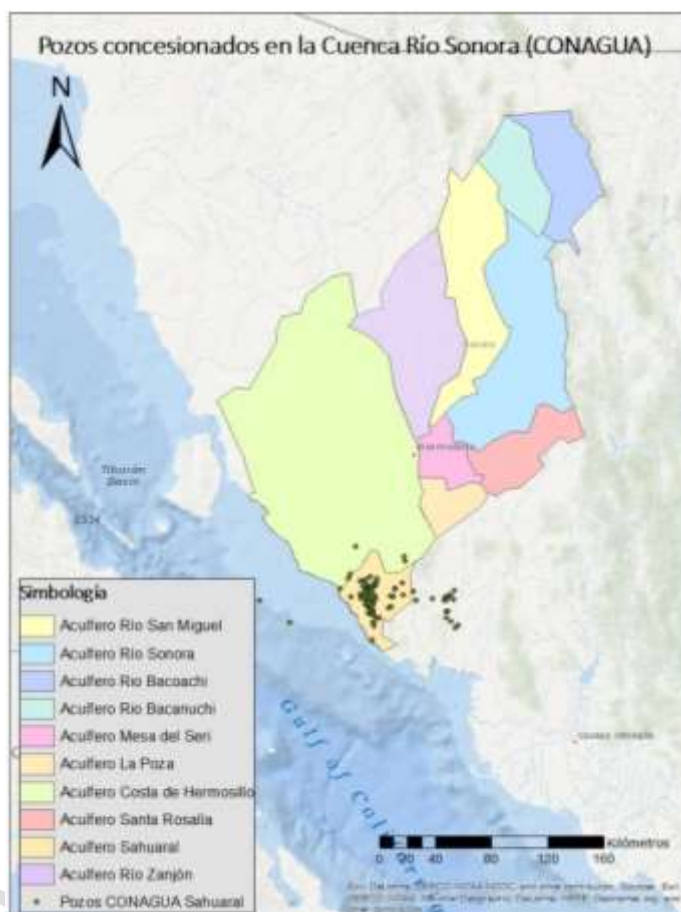 Pozos concesionados en la Cuenca Río Sonora (CONAGUA)
N
Hermosillo
Tiburón
Basin
Simbología
Acuífero Río San Miguel
Acuífero Río Sonora
Acuífero Río Bacoachi
Acuífero Río Bacanuchi
Acuífero Mesa del Seri
Acuífero La Poza
Acuífero Costa de Hermosillo
Acuífero Santa Rosalía
Acuífero Sahuaral
Acuífero Río Zanjón
Pozos CONAGUA Sahuaral
Gulf of
Kilómetros
0 20 40 80 120 160